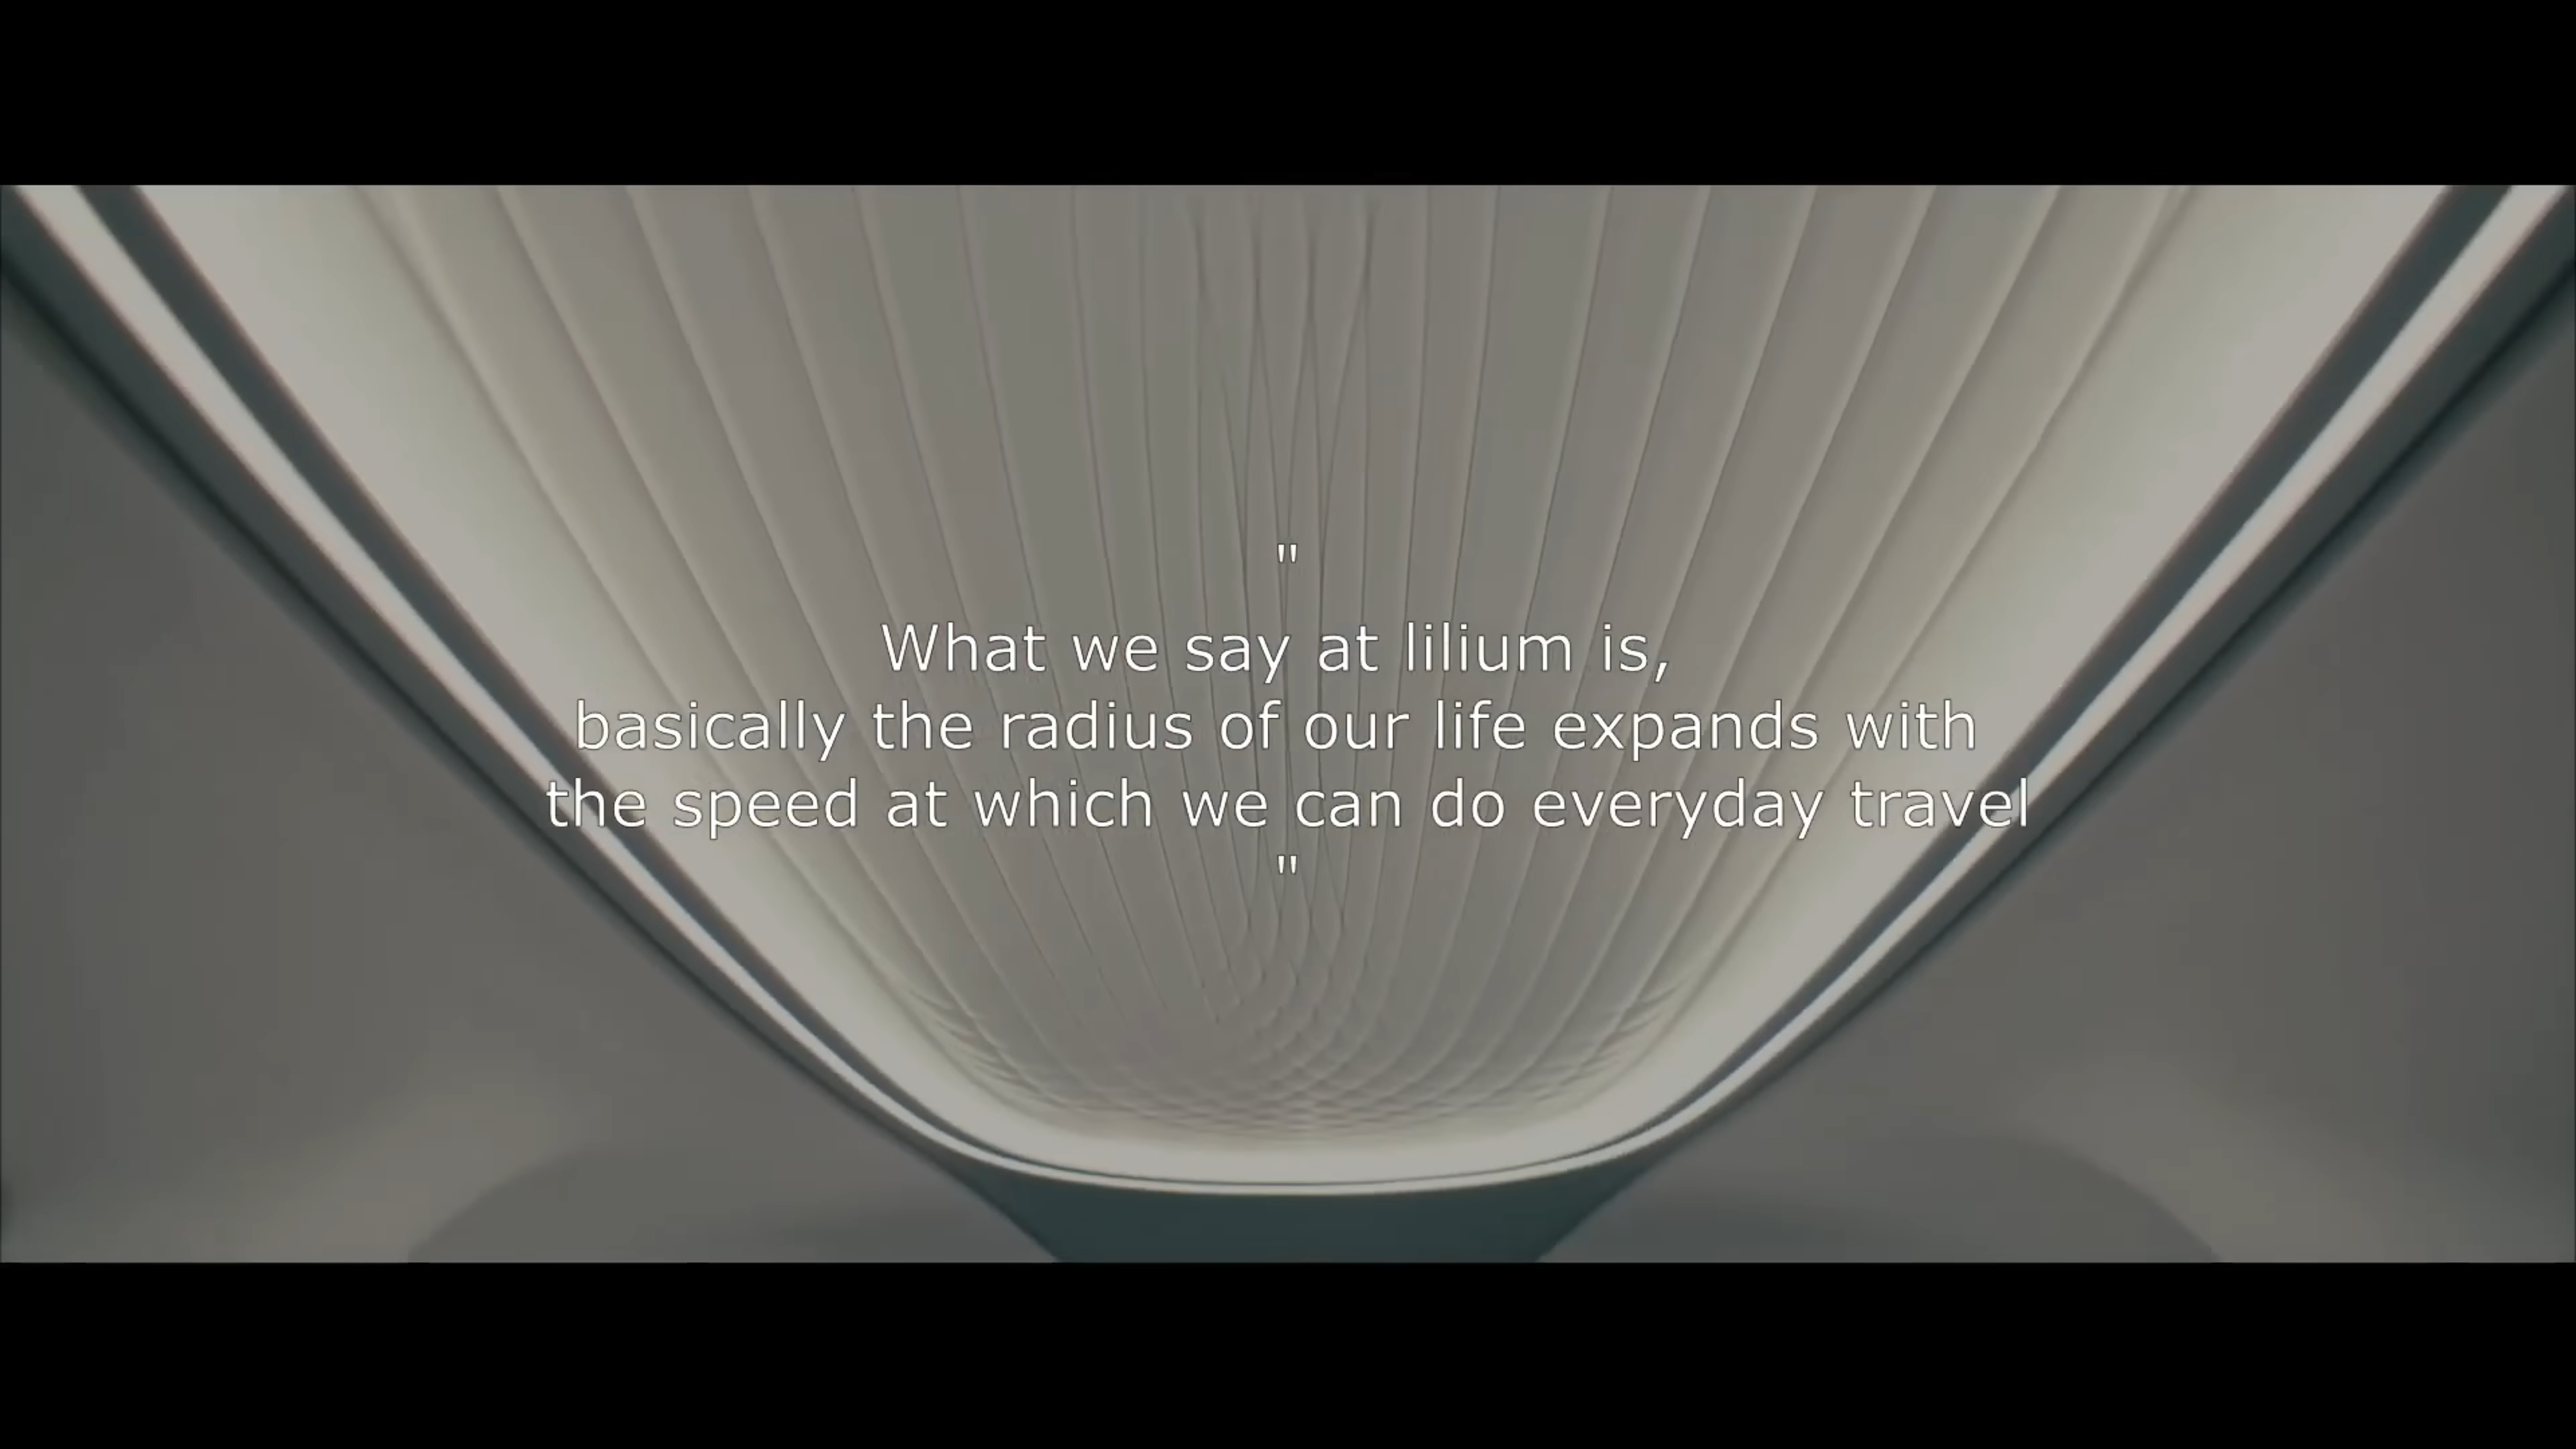 "
What we say at lilium is,
basically the radius of our life expands with
the speed at which we can do everyday travel
"